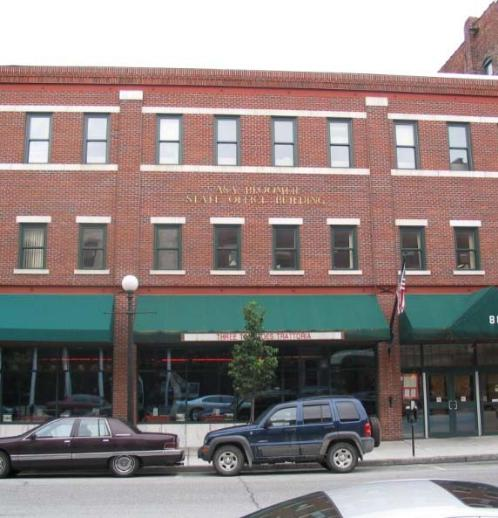 ASA BLOOMER
STATE OFFICE BUILDING
THREE TOMATOES TRATTORIA